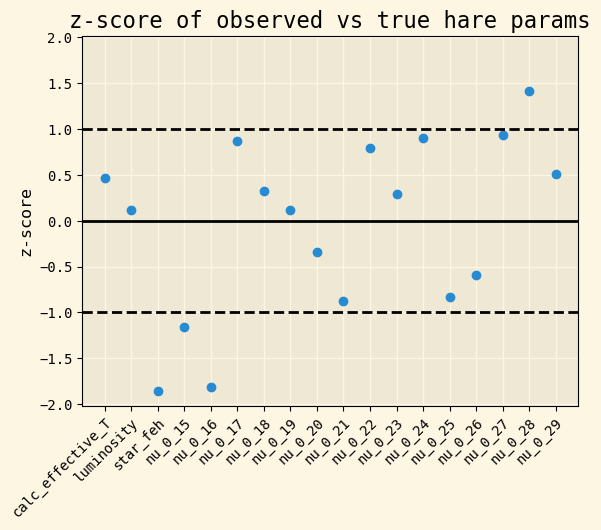 z-score of observed vs true hare params
z-score
2.0
1.5
1.0
0.5
0.0
−0.5
−1.0
−1.5
−2.0
calc_effective_T
luminosity
star_feh
nu_0_15
nu_0_16
nu_0_17
nu_0_18
nu_0_19
nu_0_20
nu_0_21
nu_0_22
nu_0_23
nu_0_24
nu_0_25
nu_0_26
nu_0_27
nu_0_28
nu_0_29